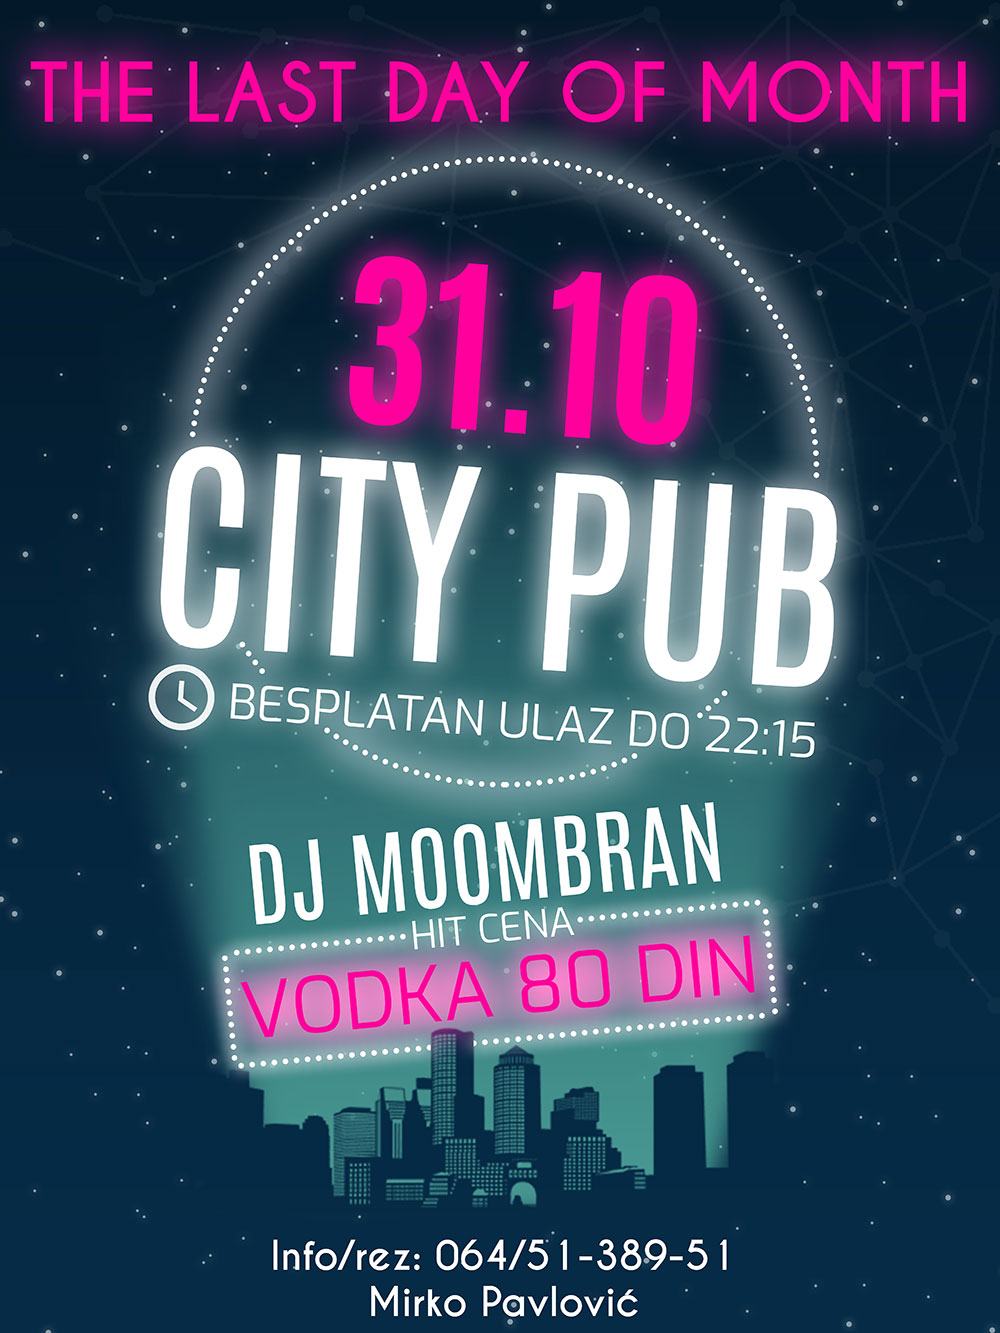 THE LAST DAY OF MONTH
31.10
CITY PUB
BESPLATAN ULAZ DO 22:15
DJ MOOMBRAN
HIT CENA
VODKA 80 DIN
Info/rez: 064/51-389-51
Mirko Pavlović